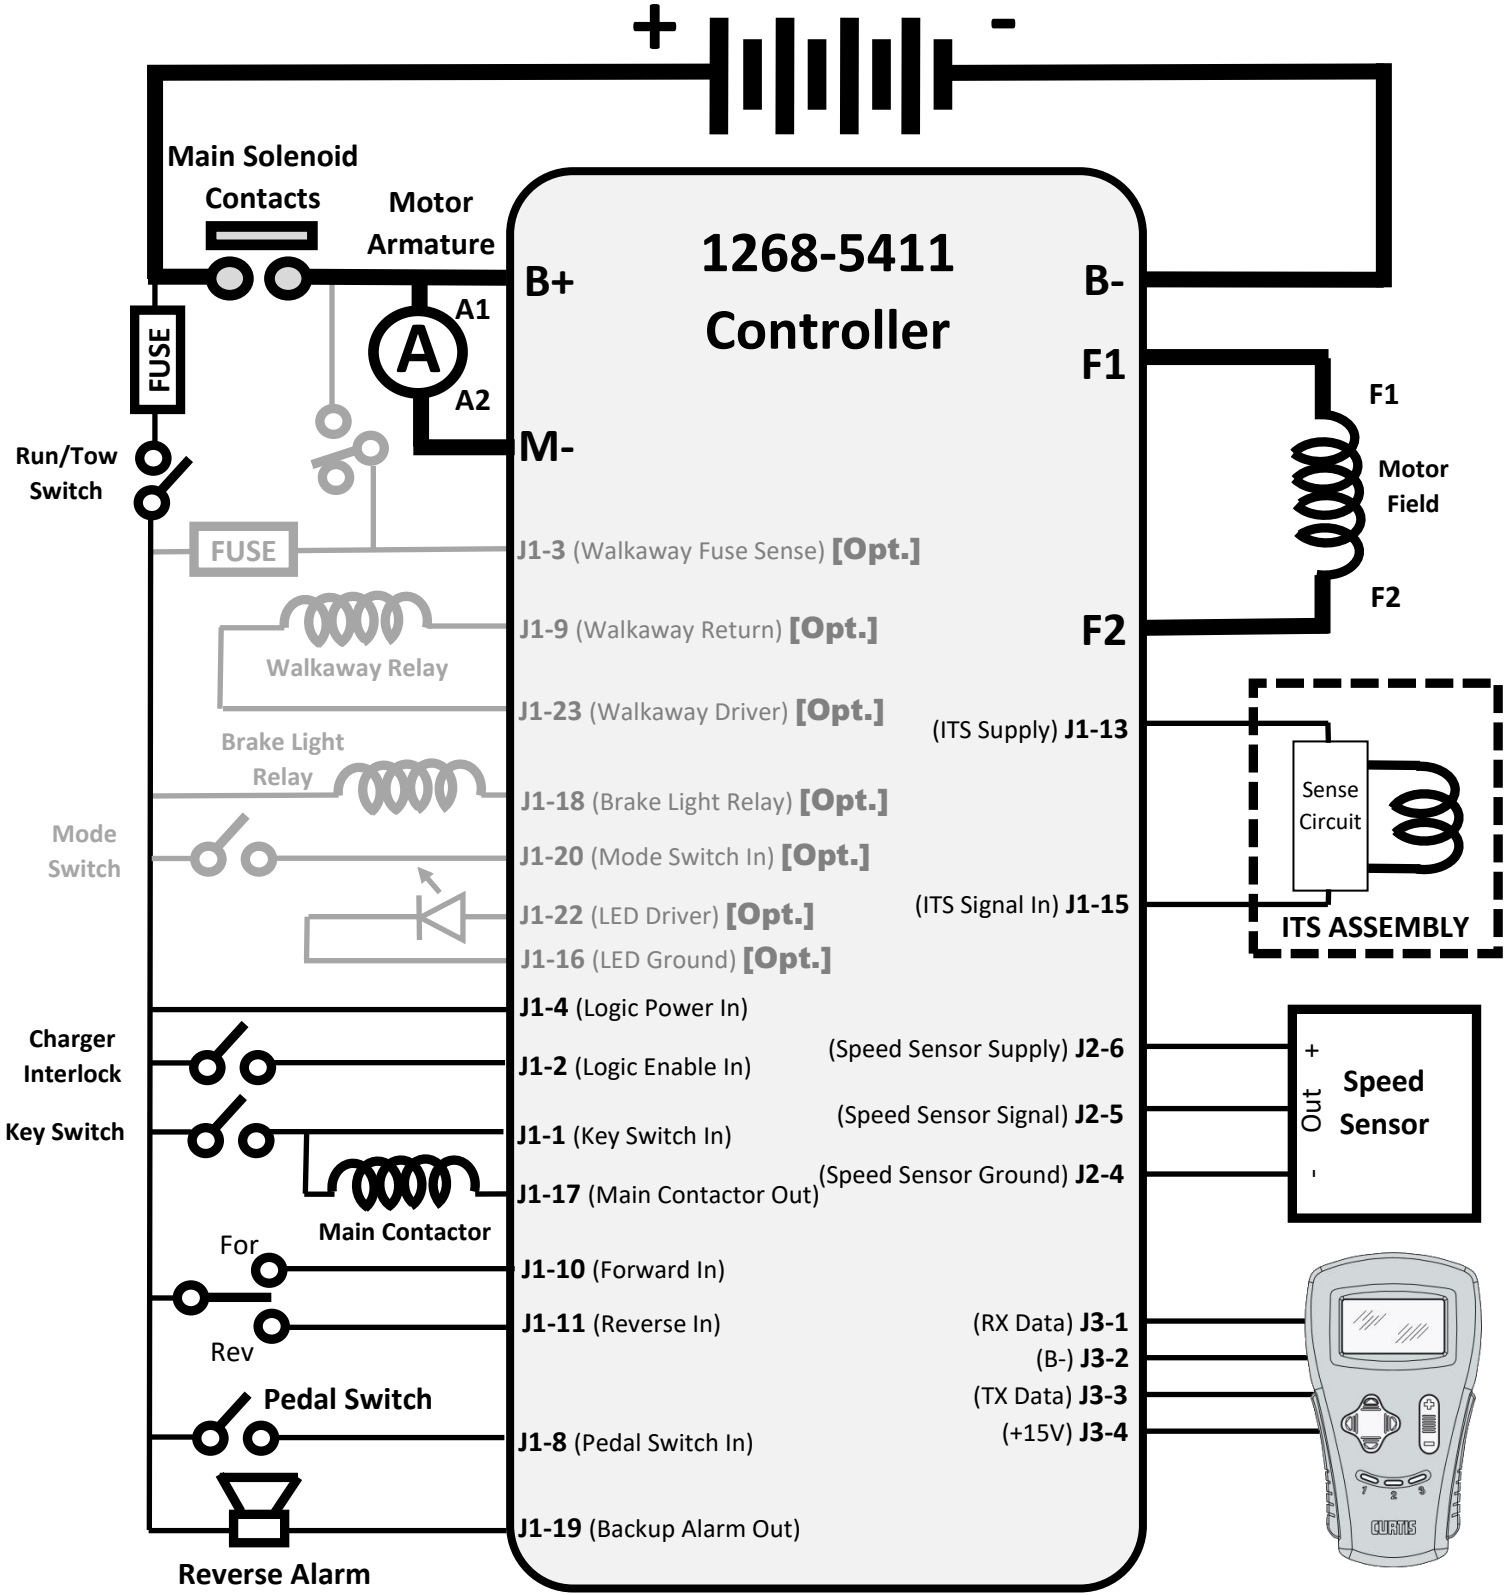 + -
Main Solenoid
Contacts
Motor
Armature
1268-5411
Controller
B+
B-
A1
A
A2
FUSE
M-
F1
F1
Motor
Field
F2
F2
Run/Tow
Switch
FUSE
J1-3 (Walkaway Fuse Sense) [Opt.]
J1-9 (Walkaway Return) [Opt.]
Walkaway Relay
J1-23 (Walkaway Driver) [Opt.]
Brake Light
Relay
J1-18 (Brake Light Relay) [Opt.]
Mode
Switch
J1-20 (Mode Switch In) [Opt.]
J1-22 (LED Driver) [Opt.]
J1-16 (LED Ground) [Opt.]
J1-4 (Logic Power In)
Charger
Interlock
J1-2 (Logic Enable In)
Key Switch
J1-1 (Key Switch In)
J1-17 (Main Contactor Out)
Main Contactor
For
J1-10 (Forward In)
J1-11 (Reverse In)
Rev
Pedal Switch
J1-8 (Pedal Switch In)
J1-19 (Backup Alarm Out)
Reverse Alarm
(ITS Supply) J1-13
Sense
Circuit
(ITS Signal In) J1-15
ITS ASSEMBLY
(Speed Sensor Supply) J2-6
(Speed Sensor Signal) J2-5
(Speed Sensor Ground) J2-4
+
Out
-
Speed
Sensor
(RX Data) J3-1
(B-) J3-2
(TX Data) J3-3
(+15V) J3-4
+
-
1 2 3
CURTIS